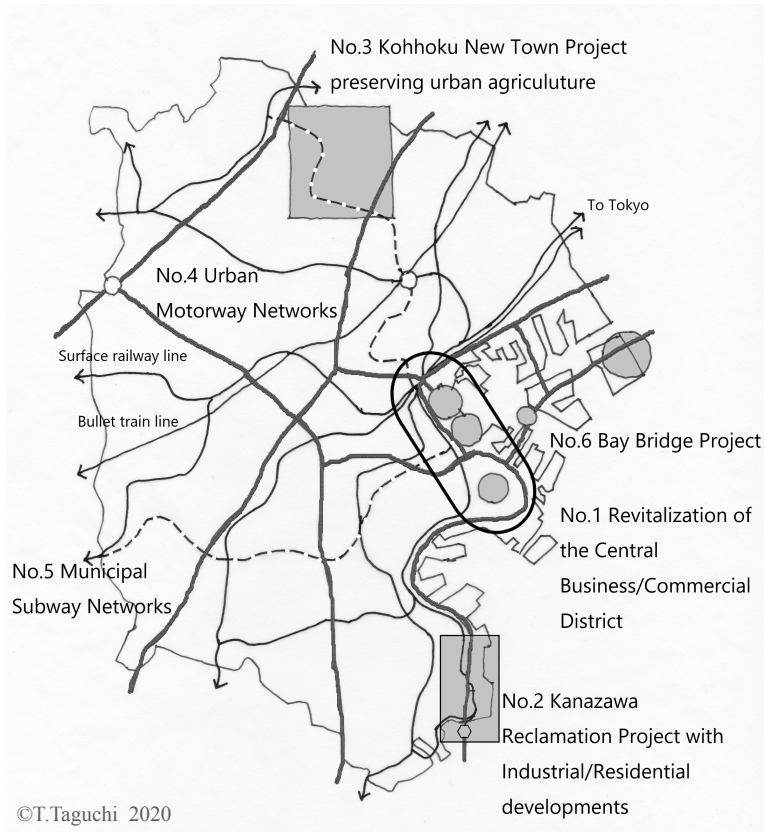 No.3 Kohhoku New Town Project
preserving urban agriculuture
To Tokyo
No.4 Urban
Motorway Networks
Surface railway line
Bullet train line
No.6 Bay Bridge Project
No.1 Revitalization of
the Central
Business/Commercial
District
No.5 Municipal
Subway Networks
No.2 Kanazawa
Reclamation Project with
Industrial/Residential
developments
©T.Taguchi 2020